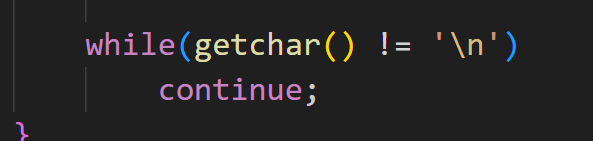 while(getchar() != '\n')
continue;
}